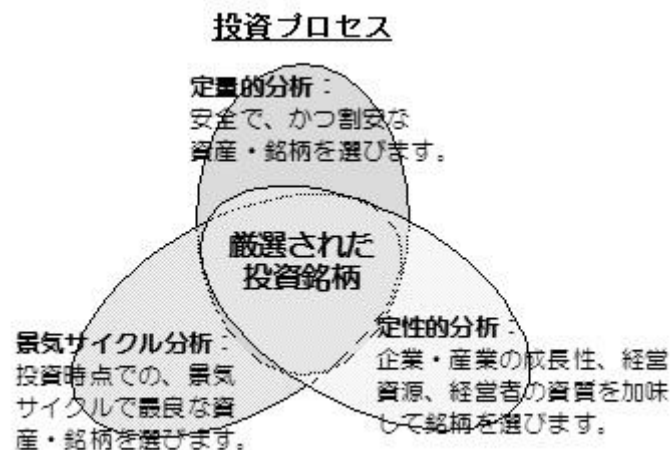 投資プロセス
定量的分析：
安全で、かつ割安な
資産・銘柄を選びます。
厳選された
投資銘柄
景気サイクル分析：
投資時点での、景気
サイクルで最良な資
産・銘柄を選びます。
定性的分析：
企業・産業の成長性、経営
資源、経営者の資質を加味
して銘柄を選びます。